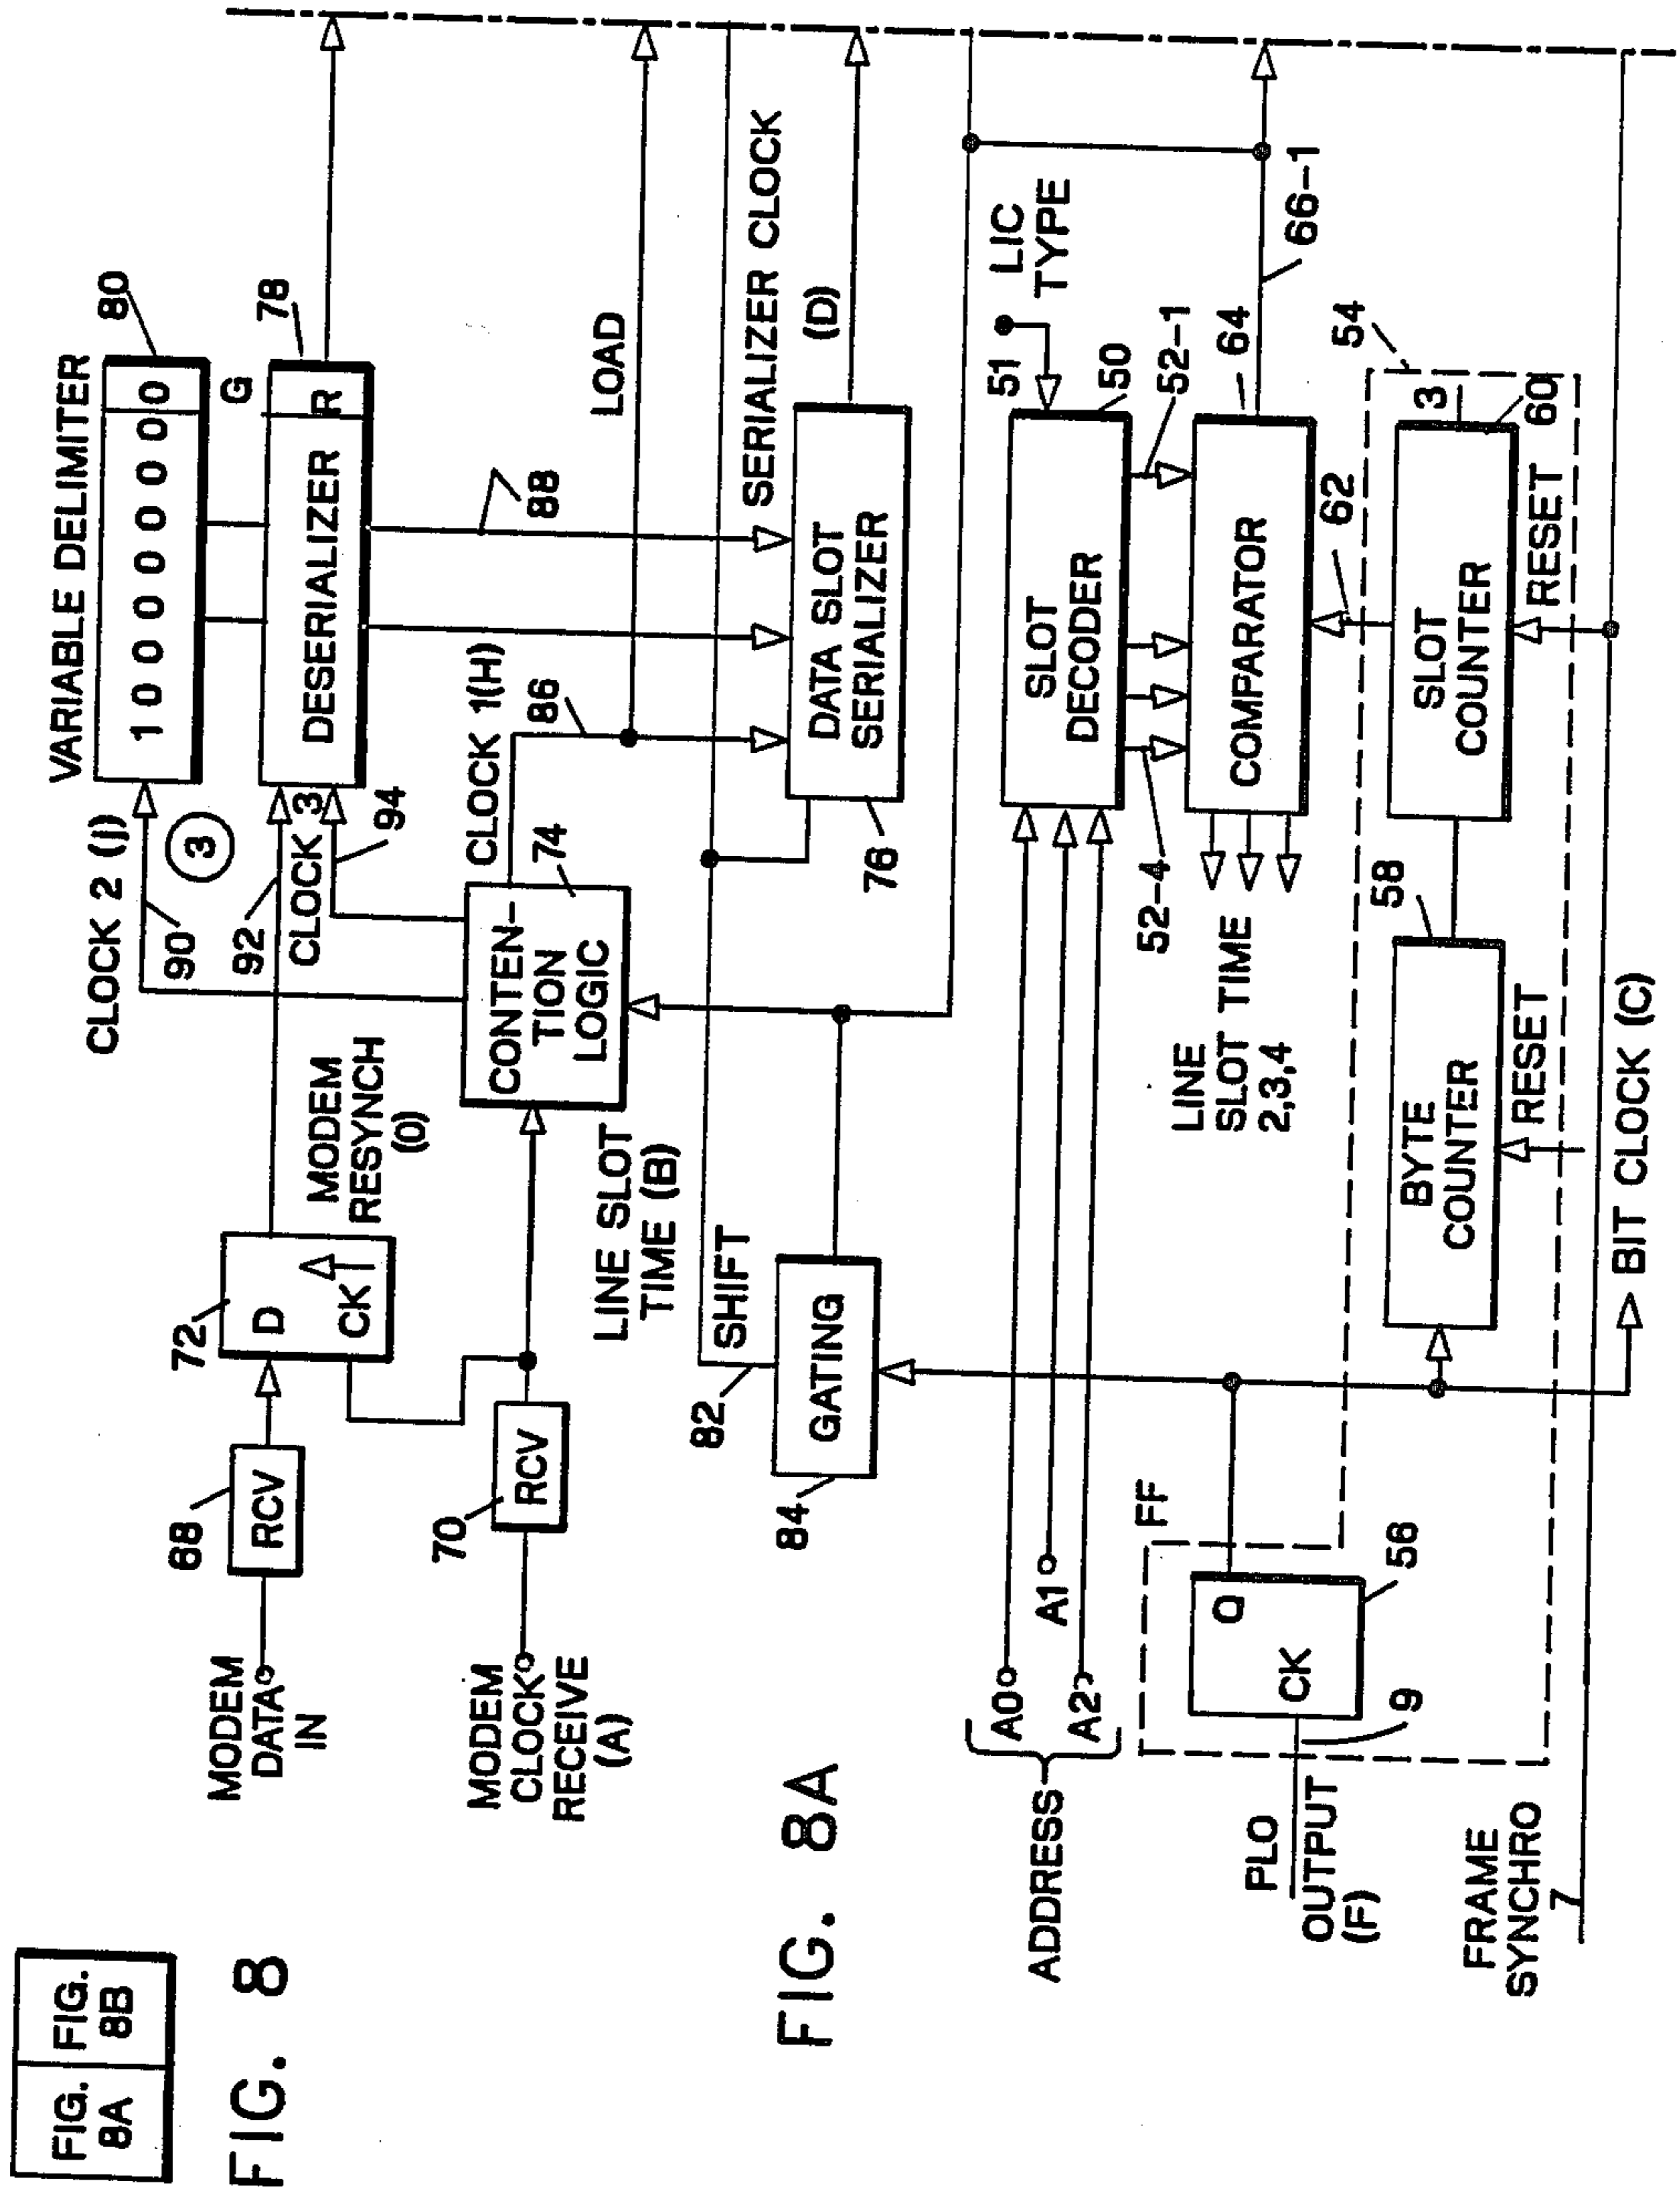 FIG. 8A
FIG. 8B
FIG. 8
FIG. 8A
MODEM
DATA
IN
68
RCV
72
D
CK
MODEM
RESYNCH
(0)
MODEM
CLOCK
RECEIVE
(A)
70
RCV
LINE SLOT
TIME (B)
CLOCK 2 (I)
90
3
92
CLOCK 3
94
CONTEN-
TION
LOGIC
74
CLOCK 1(H)
86
VARIABLE DELIMITER
1 0 0 0 0 0 0 0
80
G
DESERIALIZER
R
78
88
LOAD
SERIALIZER CLOCK
(D)
DATA SLOT
SERIALIZER
76
SHIFT
82
GATING
84
ADDRESS
A0
A1
A2
SLOT
DECODER
50
51
LIC
TYPE
52-1
52-4
COMPARATOR
64
66-1
LINE
SLOT TIME
2,3,4
62
54
FF
Q
CK
56
9
PLO
OUTPUT
(F)
BYTE
COUNTER
58
RESET
SLOT
COUNTER
3
60
RESET
FRAME
SYNCHRO
7
BIT CLOCK (C)